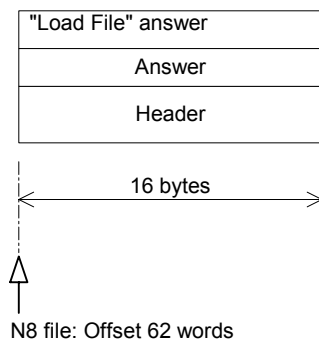 "Load File" answer
Answer
Header
16 bytes
N8 file: Offset 62 words